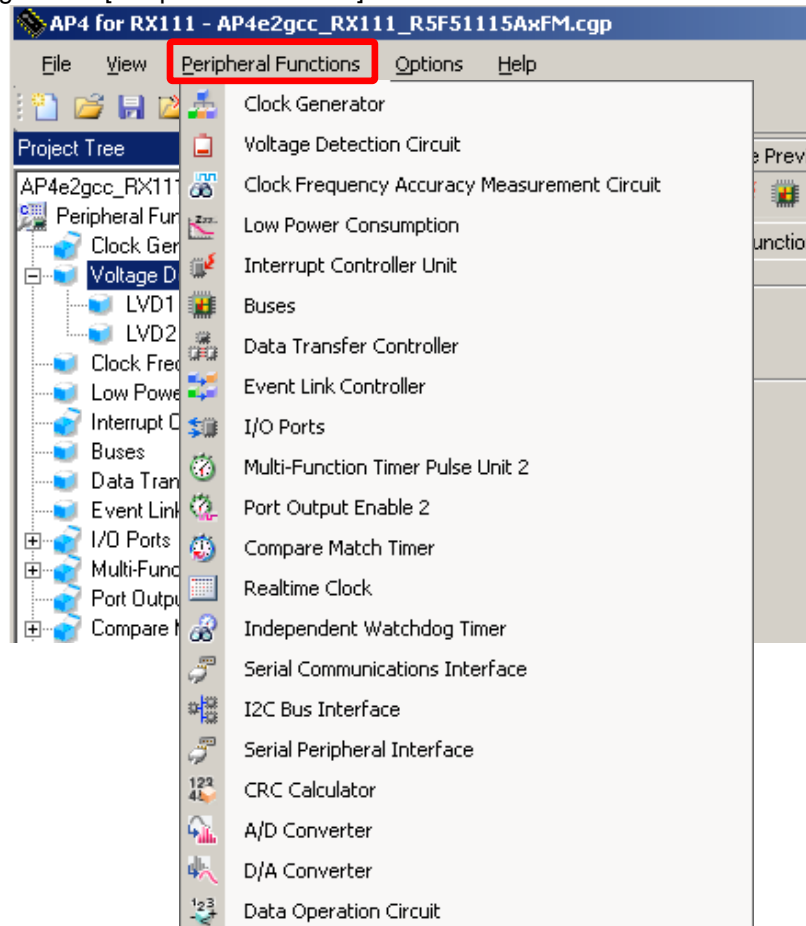 AP4 for RX111 - AP4e2gcc_RX111_R5F51115AxFM.cgp
File View Peripheral Functions Options Help
Project Tree
AP4e2gcc_RX111
Peripheral Fun
Clock Gen
Voltage D
LVD1
LVD2
Clock Freq
Low Powe
Interrupt C
Buses
Data Tran
Event Link
I/O Ports
Multi-Func
Port Outpu
Compare M
Clock Generator
Voltage Detection Circuit
Clock Frequency Accuracy Measurement Circuit
Low Power Consumption
Interrupt Controller Unit
Buses
Data Transfer Controller
Event Link Controller
I/O Ports
Multi-Function Timer Pulse Unit 2
Port Output Enable 2
Compare Match Timer
Realtime Clock
Independent Watchdog Timer
Serial Communications Interface
I2C Bus Interface
Serial Peripheral Interface
CRC Calculator
A/D Converter
D/A Converter
Data Operation Circuit
e Prev
unctio